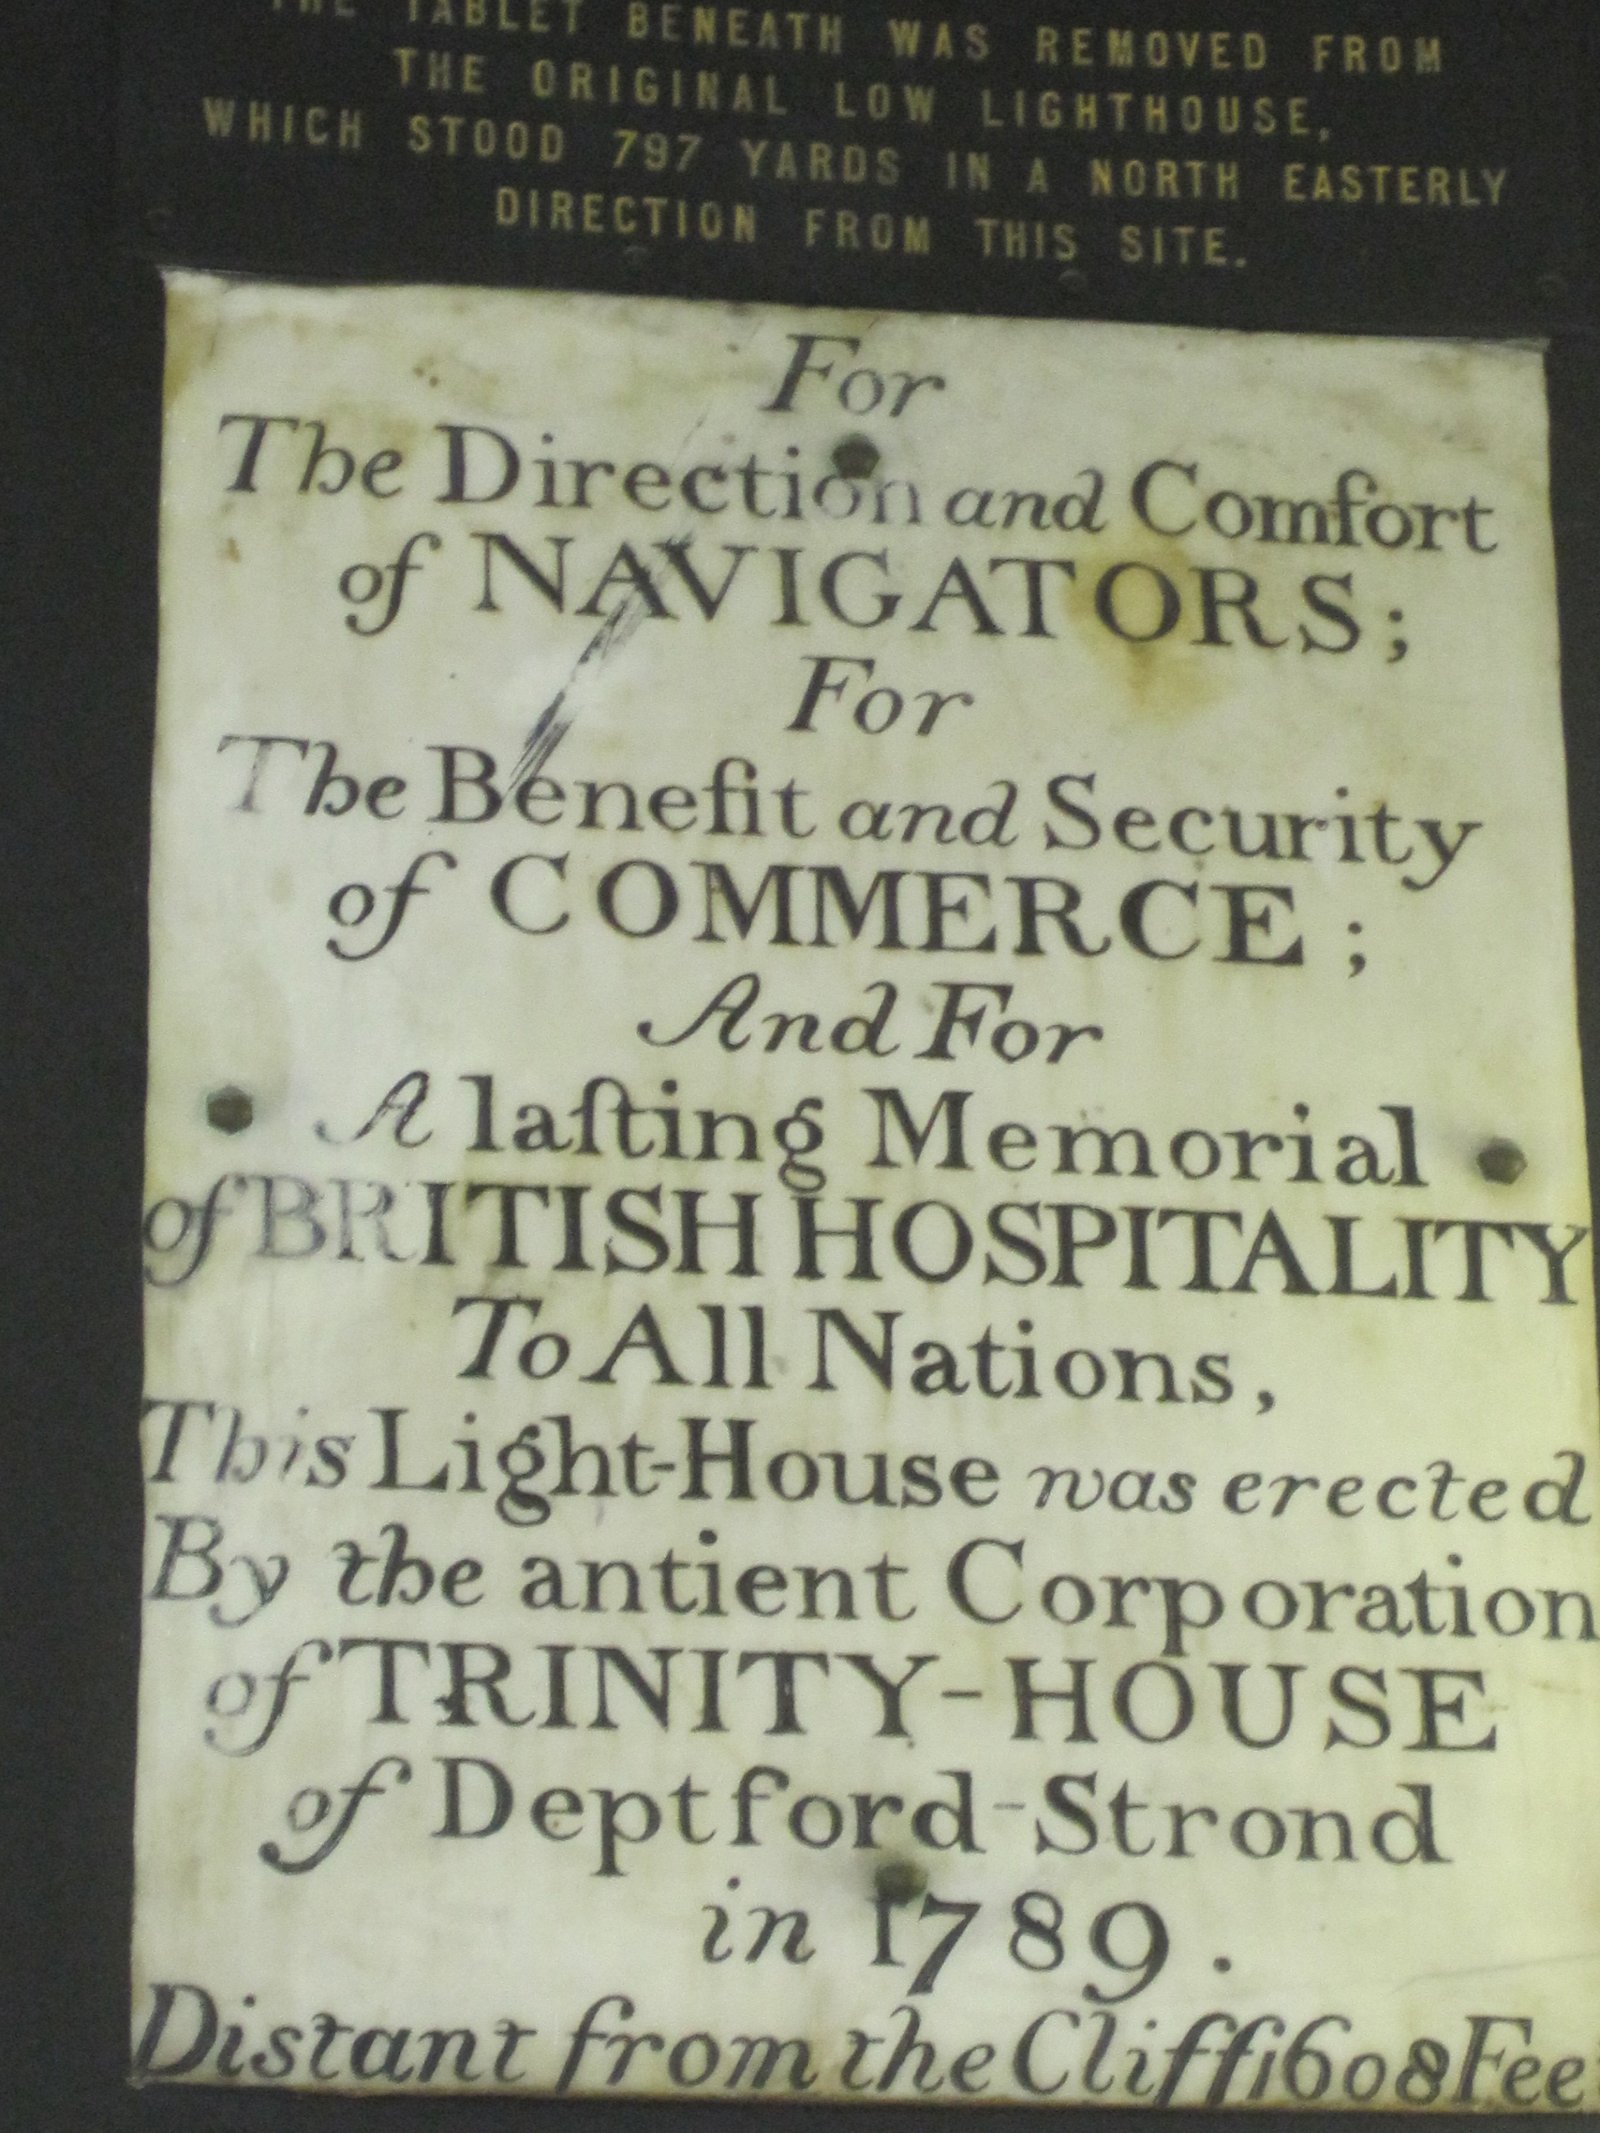 THE TABLET BENEATH WAS REMOVED FROM
THE ORIGINAL LOW LIGHTHOUSE,
WHICH STOOD 797 YARDS IN A NORTH EASTERLY
DIRECTION FROM THIS SITE.
For
The Direction and Comfort
of NAVIGATORS;
For
The Benefit and Security
of COMMERCE;
And For
A laſting Memorial
of BRITISH HOSPITALITY
To All Nations,
This Light-House was erected
By the antient Corporation
of TRINITY-HOUSE
of Deptford-Strond
in 1789.
Distant from the Cliff 1608 Fee